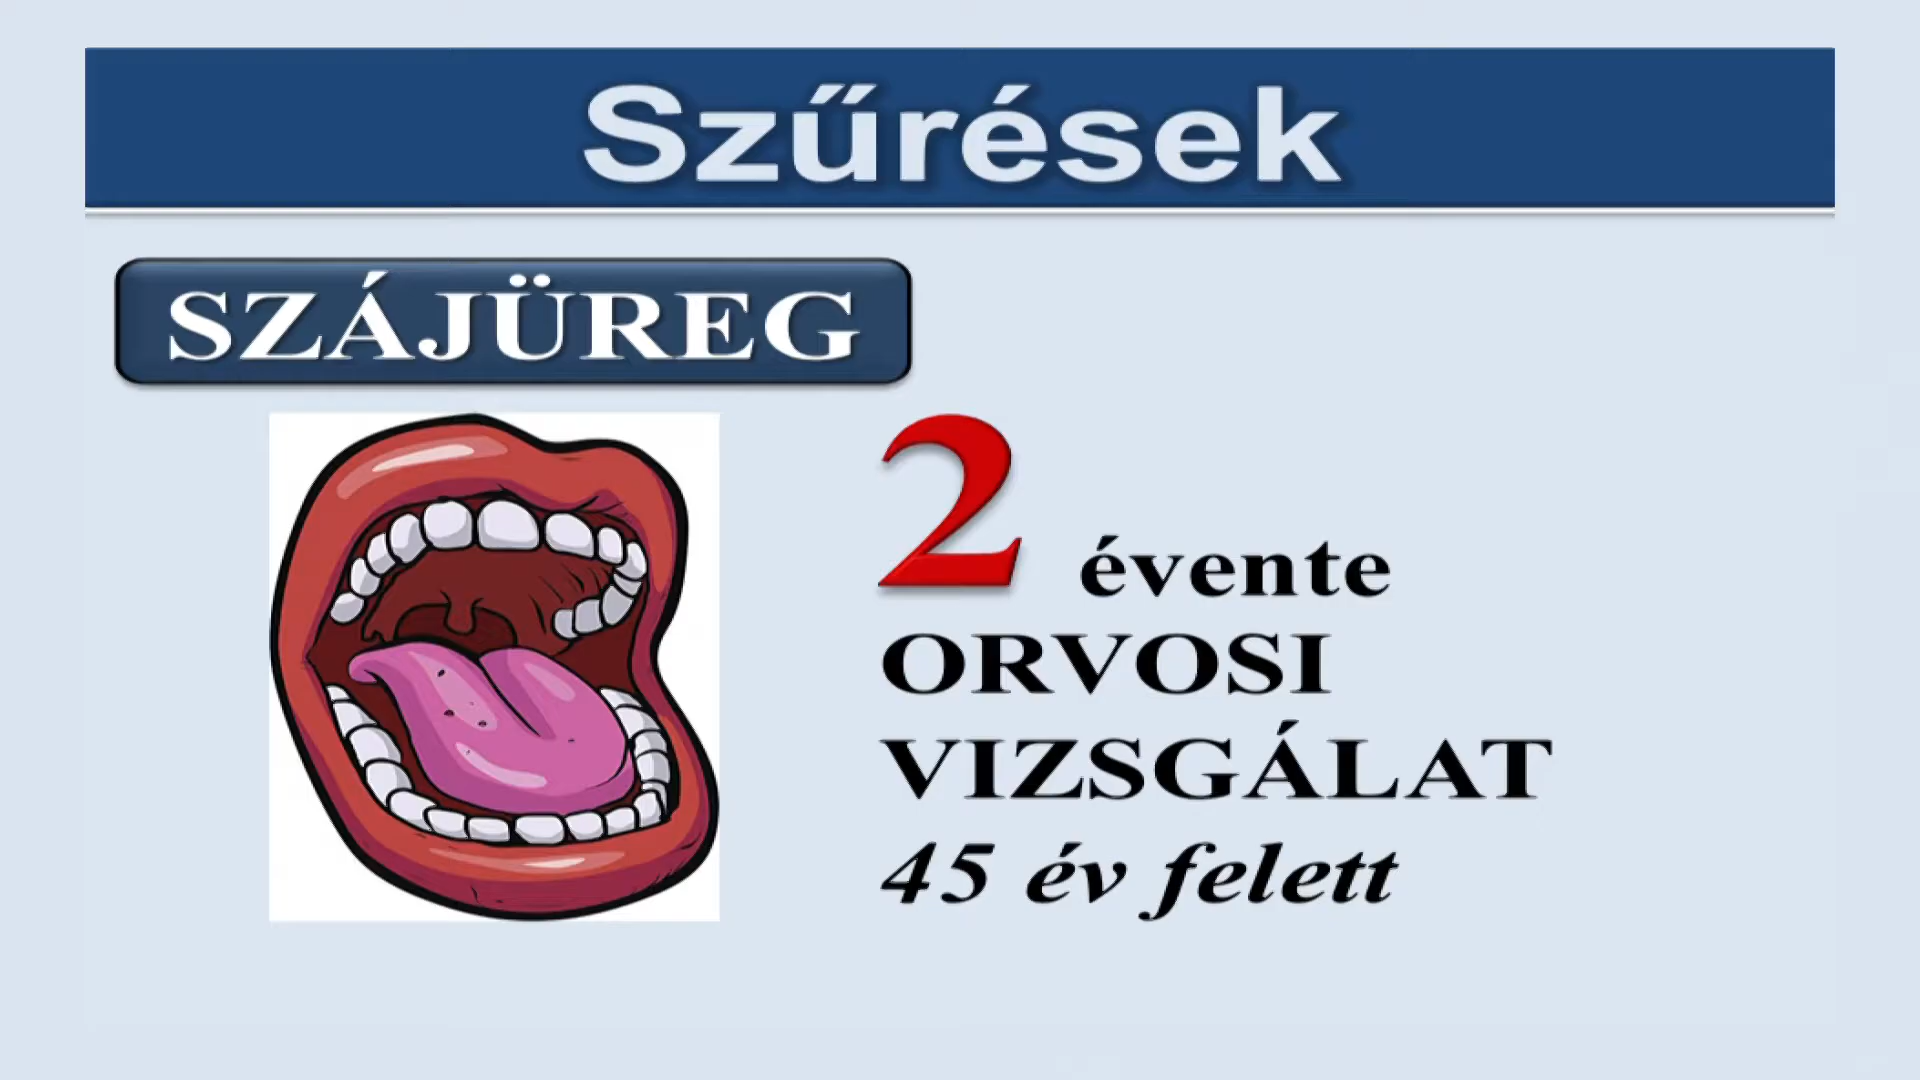 Szűrések
SZÁJÜREG
2 évente
ORVOSI
VIZSGÁLAT
45 év felett